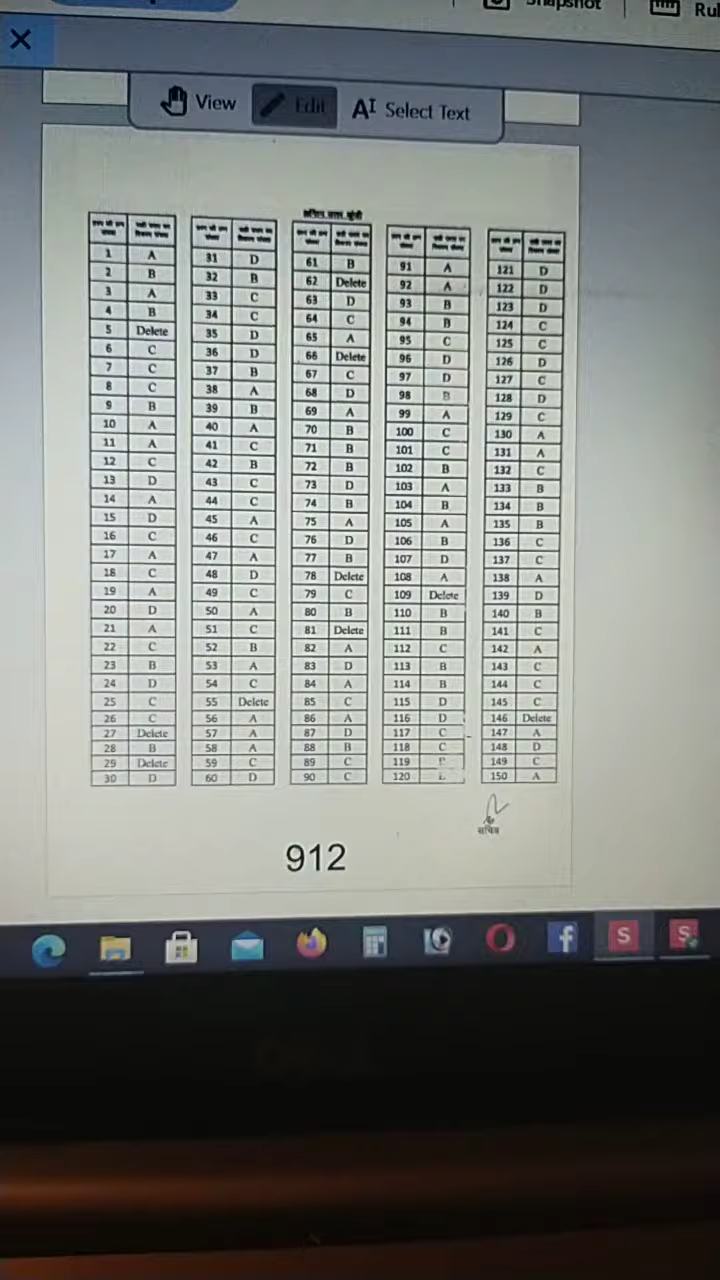 Snapshot
Rul
View
Edit
AI Select Text
1 A 31 D 61 B 91 A 121 D
2 B 32 B 62 Delete 92 A 122 D
3 A 33 C 63 D 93 B 123 D
4 B 34 C 64 C 94 B 124 C
5 Delete 35 D 65 A 95 C 125 C
6 C 36 D 66 Delete 96 D 126 D
7 C 37 B 67 C 97 D 127 C
8 C 38 A 68 D 98 B 128 D
9 B 39 B 69 A 99 A 129 C
10 A 40 A 70 B 100 C 130 A
11 A 41 C 71 B 101 C 131 A
12 C 42 B 72 B 102 B 132 C
13 D 43 C 73 D 103 A 133 B
14 A 44 C 74 B 104 B 134 B
15 D 45 A 75 A 105 A 135 B
16 C 46 C 76 D 106 B 136 C
17 A 47 A 77 B 107 D 137 C
18 C 48 D 78 Delete 108 A 138 A
19 A 49 C 79 C 109 Delete 139 D
20 D 50 A 80 B 110 B 140 B
21 A 51 C 81 Delete 111 B 141 C
22 C 52 B 82 A 112 C 142 A
23 B 53 A 83 D 113 B 143 C
24 D 54 C 84 A 114 B 144 C
25 C 55 Delete 85 C 115 D 145 C
26 C 56 A 86 A 116 D 146 Delete
27 Delete 57 A 87 D 117 C 147 A
28 B 58 A 88 B 118 C 148 D
29 Delete 59 C 89 C 119 149 C
30 D 60 D 90 C 120 150 A
सचिव
912